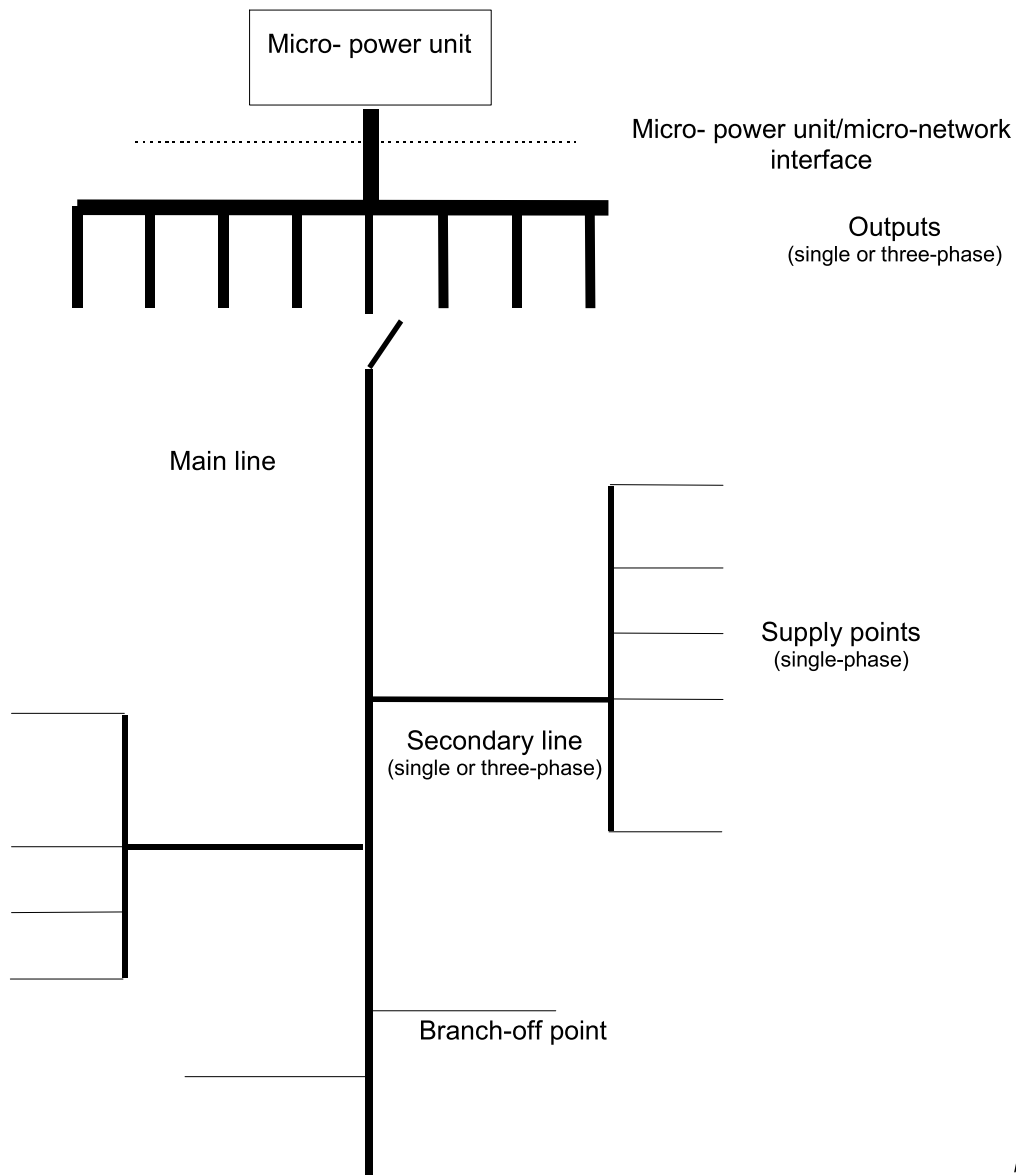 Micro- power unit
Micro- power unit/micro-network
interface
Outputs
(single or three-phase)
Main line
Supply points
(single-phase)
Secondary line
(single or three-phase)
Branch-off point